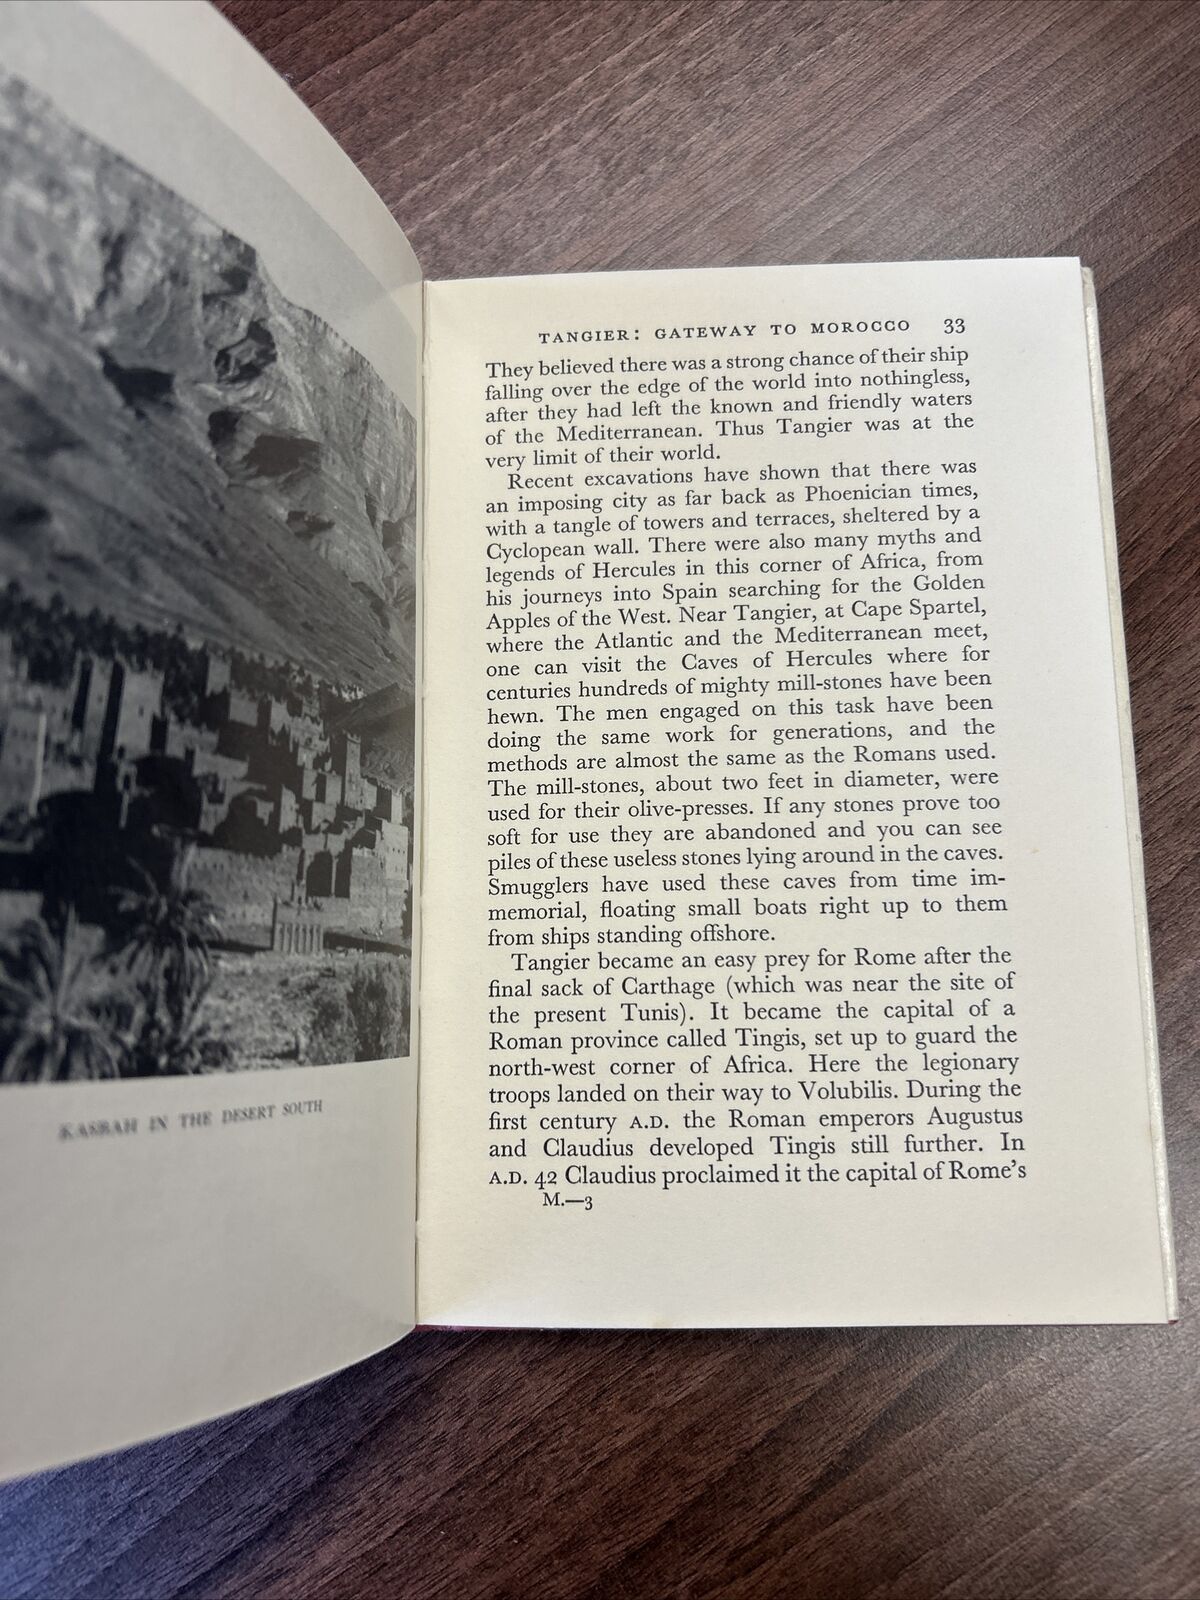 KASBAH IN THE DESERT SOUTH
TANGIER: GATEWAY TO MOROCCO 33
They believed there was a strong chance of their ship
falling over the edge of the world into nothingless,
after they had left the known and friendly waters
of the Mediterranean. Thus Tangier was at the
very limit of their world.
Recent excavations have shown that there was
an imposing city as far back as Phoenician times,
with a tangle of towers and terraces, sheltered by a
Cyclopean wall. There were also many myths and
legends of Hercules in this corner of Africa, from
his journeys into Spain searching for the Golden
Apples of the West. Near Tangier, at Cape Spartel,
where the Atlantic and the Mediterranean meet,
one can visit the Caves of Hercules where for
centuries hundreds of mighty mill-stones have been
hewn. The men engaged on this task have been
doing the same work for generations, and the
methods are almost the same as the Romans used.
The mill-stones, about two feet in diameter, were
used for their olive-presses. If any stones prove too
soft for use they are abandoned and you can see
piles of these useless stones lying around in the caves.
Smugglers have used these caves from time im-
memorial, floating small boats right up to them
from ships standing offshore.
Tangier became an easy prey for Rome after the
final sack of Carthage (which was near the site of
the present Tunis). It became the capital of a
Roman province called Tingis, set up to guard the
north-west corner of Africa. Here the legionary
troops landed on their way to Volubilis. During the
first century A.D. the Roman emperors Augustus
and Claudius developed Tingis still further. In
A.D. 42 Claudius proclaimed it the capital of Rome's
M.—3